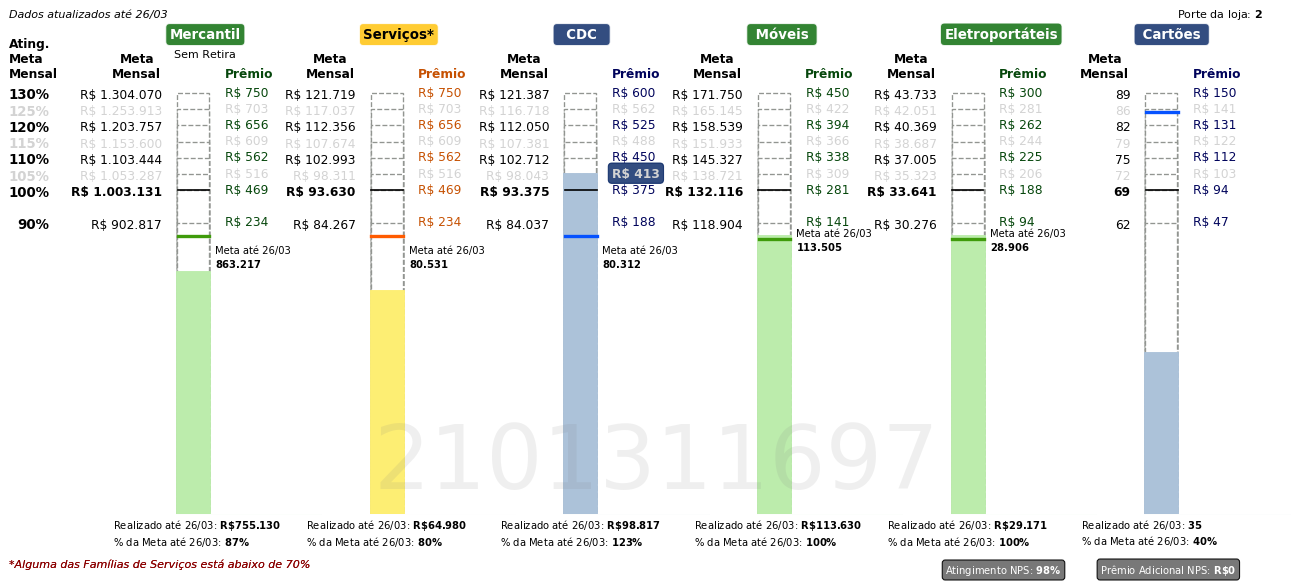 Dados atualizados até 26/03
Porte da loja: 2
Mercantil Serviços* CDC Móveis Eletroportáteis Cartões
Ating. Meta Mensal
Sem Retira
Meta Mensal Prêmio Meta Mensal Prêmio Meta Mensal Prêmio Meta Mensal Prêmio Meta Mensal Prêmio Meta Mensal Prêmio
130% R$ 1.304.070 R$ 750 R$ 121.719 R$ 750 R$ 121.387 R$ 600 R$ 171.750 R$ 450 R$ 43.733 R$ 300 89 R$ 150
125% R$ 1.253.913 R$ 703 R$ 117.037 R$ 703 R$ 116.718 R$ 562 R$ 165.145 R$ 422 R$ 42.051 R$ 281 86 R$ 141
120% R$ 1.203.757 R$ 656 R$ 112.356 R$ 656 R$ 112.050 R$ 525 R$ 158.539 R$ 394 R$ 40.369 R$ 262 82 R$ 131
115% R$ 1.153.600 R$ 609 R$ 107.674 R$ 609 R$ 107.381 R$ 488 R$ 151.933 R$ 366 R$ 38.687 R$ 244 79 R$ 122
110% R$ 1.103.444 R$ 562 R$ 102.993 R$ 562 R$ 102.712 R$ 450 R$ 145.327 R$ 338 R$ 37.005 R$ 225 75 R$ 112
105% R$ 1.053.287 R$ 516 R$ 98.311 R$ 516 R$ 98.043 R$ 413 R$ 138.721 R$ 309 R$ 35.323 R$ 206 72 R$ 103
100% R$ 1.003.131 R$ 469 R$ 93.630 R$ 469 R$ 93.375 R$ 375 R$ 132.116 R$ 281 R$ 33.641 R$ 188 69 R$ 94
90% R$ 902.817 R$ 234 R$ 84.267 R$ 234 R$ 84.037 R$ 188 R$ 118.904 R$ 141 R$ 30.276 R$ 94 62 R$ 47
Meta até 26/03
863.217
Meta até 26/03
80.531
Meta até 26/03
80.312
Meta até 26/03
113.505
Meta até 26/03
28.906
2101311697
Realizado até 26/03: R$755.130
% da Meta até 26/03: 87%
Realizado até 26/03: R$64.980
% da Meta até 26/03: 80%
Realizado até 26/03: R$98.817
% da Meta até 26/03: 123%
Realizado até 26/03: R$113.630
% da Meta até 26/03: 100%
Realizado até 26/03: R$29.171
% da Meta até 26/03: 100%
Realizado até 26/03: 35
% da Meta até 26/03: 40%
*Alguma das Famílias de Serviços está abaixo de 70%
Atingimento NPS: 98%
Prêmio Adicional NPS: R$0